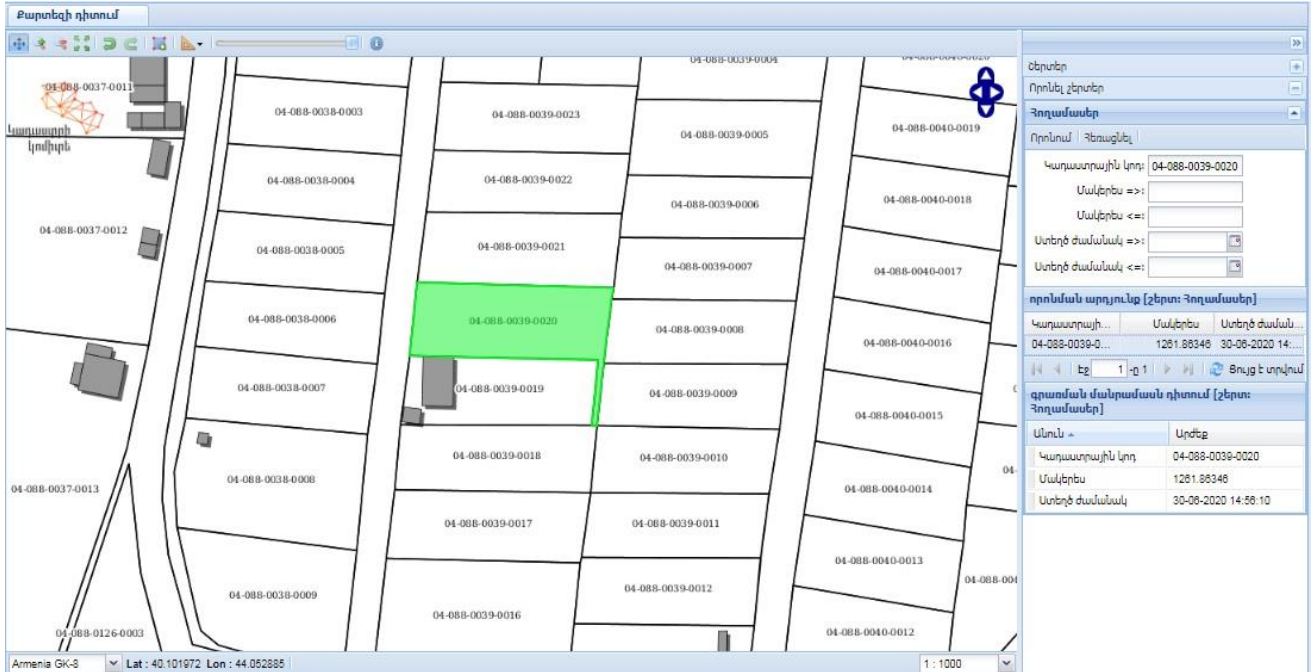 Քարտեզի դիտում
Շերտեր
Որոնել շերտեր
Հողամասեր
Որոնում Հեռացնել
Կադաստրային կոդ: 04-088-0039-0020
Մակերես =>:
Մակերես <=:
Ստեղծ ժամանակ =>:
Ստեղծ ժամանակ <=:
որոնման արդյունք [շերտ: Հողամասեր]
Կադաստրայի... Մակերես Ստեղծ ժաման...
04-088-0039-0... 1261.86346 30-06-2020 14:...
Էջ 1 -ը 1 Ցույց է տրվում
գրառման մանրամասն դիտում [շերտ:
Հողամասեր]
Անուն Արժեք
Կադաստրային կոդ 04-088-0039-0020
Մակերես 1261.86346
Ստեղծ ժամանակ 30-06-2020 14:56:10
04-088-0039-0004
04-088-0037-0011
04-088-0038-0003
04-088-0039-0023
04-088-0039-0005
04-088-0040-0019
Կադաստրի
կոմիտե
04-088-0038-0004
04-088-0039-0022
04-088-0039-0006
04-088-0040-0018
04-088-0037-0012
04-088-0038-0005
04-088-0039-0021
04-088-0039-0007
04-088-0040-0017
04-088-0038-0006
04-088-0039-0020
04-088-0039-0008
04-088-0040-0016
04-088-0038-0007
04-088-0039-0019
04-088-0039-0009
04-088-0040-0015
04-088-0039-0018
04-088-0039-0010
04-088-0037-0013
04-088-0038-0008
04-088-0040-0014
04-088-0039-0017
04-088-0039-0011
04-088-0040-0013
04-088-0038-0009
04-088-0039-0016
04-088-0039-0012
04-088-0126-0003
04-088-0040-0012
Armenia GK-8 Lat : 40.101972 Lon : 44.052885 1 : 1000